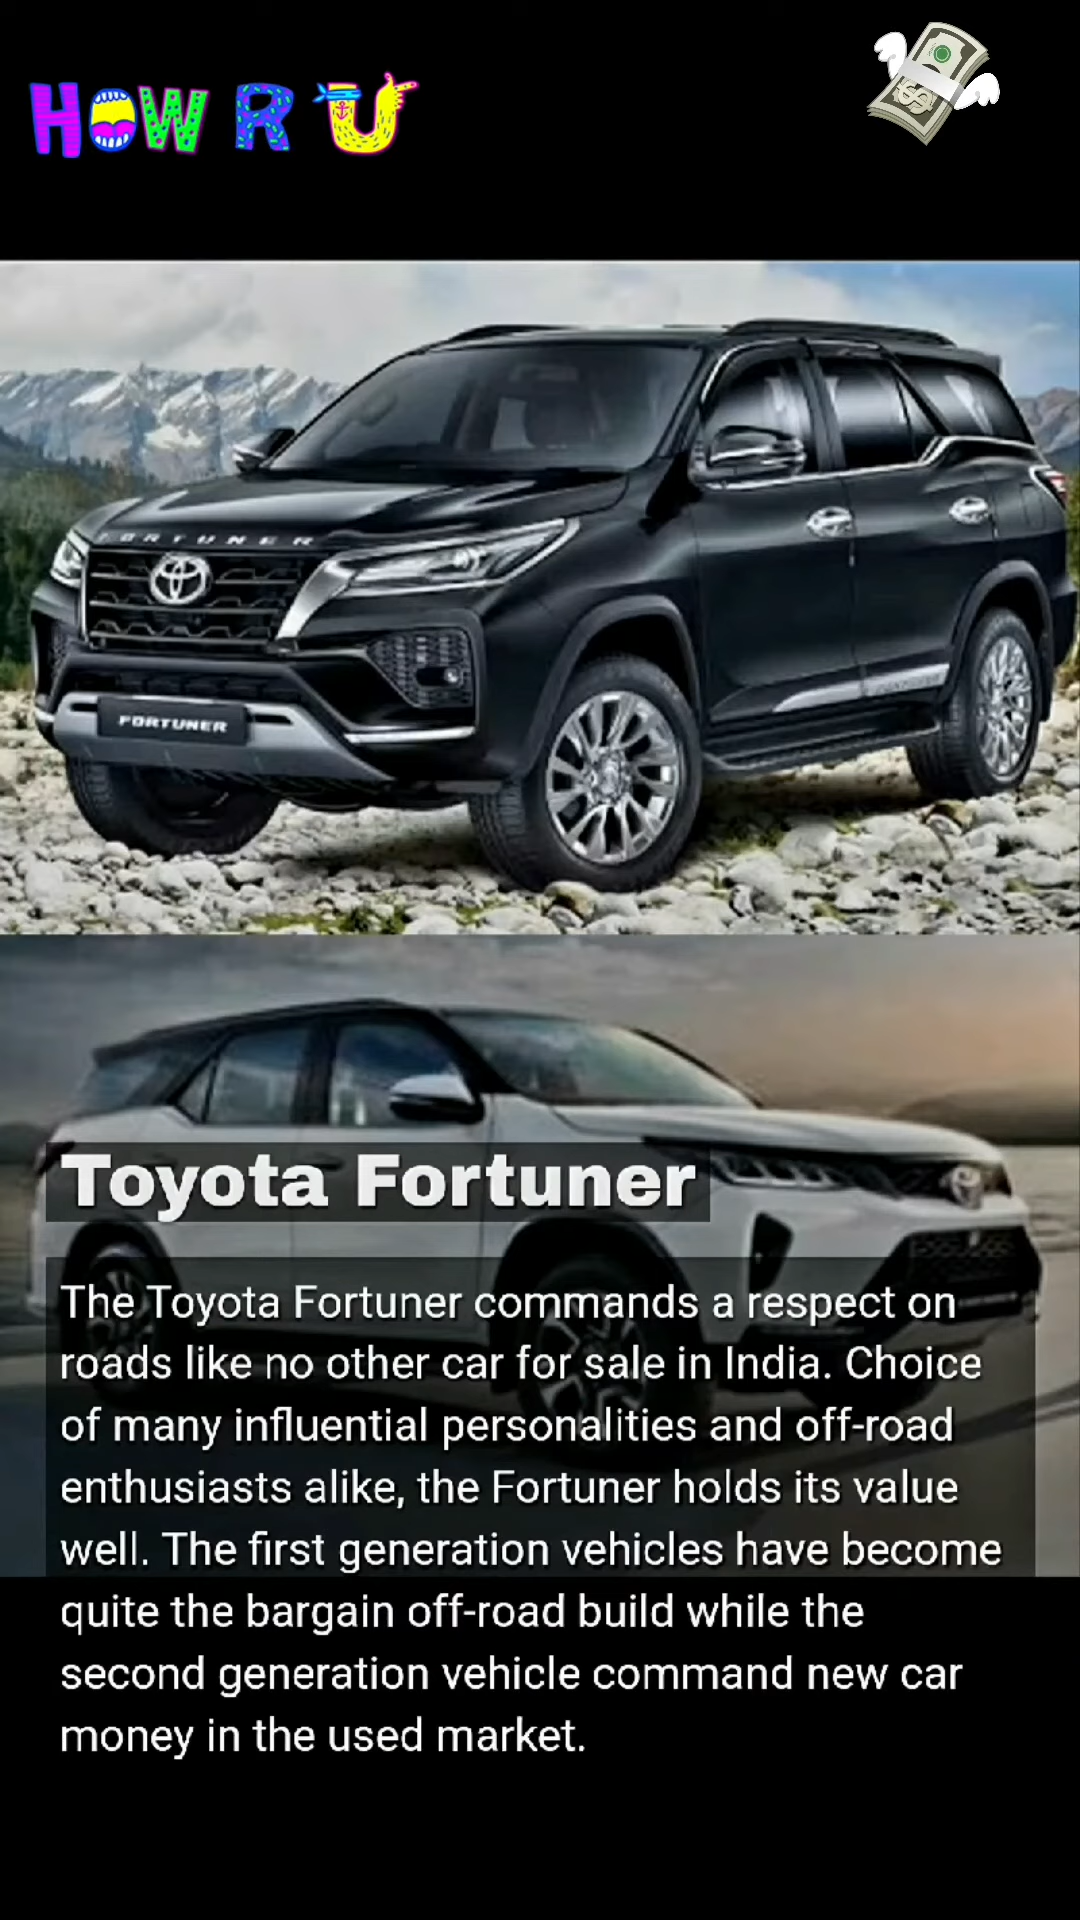 HOW R U
FORTUNER
FORTUNER
Toyota Fortuner
The Toyota Fortuner commands a respect on
roads like no other car for sale in India. Choice
of many influential personalities and off-road
enthusiasts alike, the Fortuner holds its value
well. The first generation vehicles have become
quite the bargain off-road build while the
second generation vehicle command new car
money in the used market.